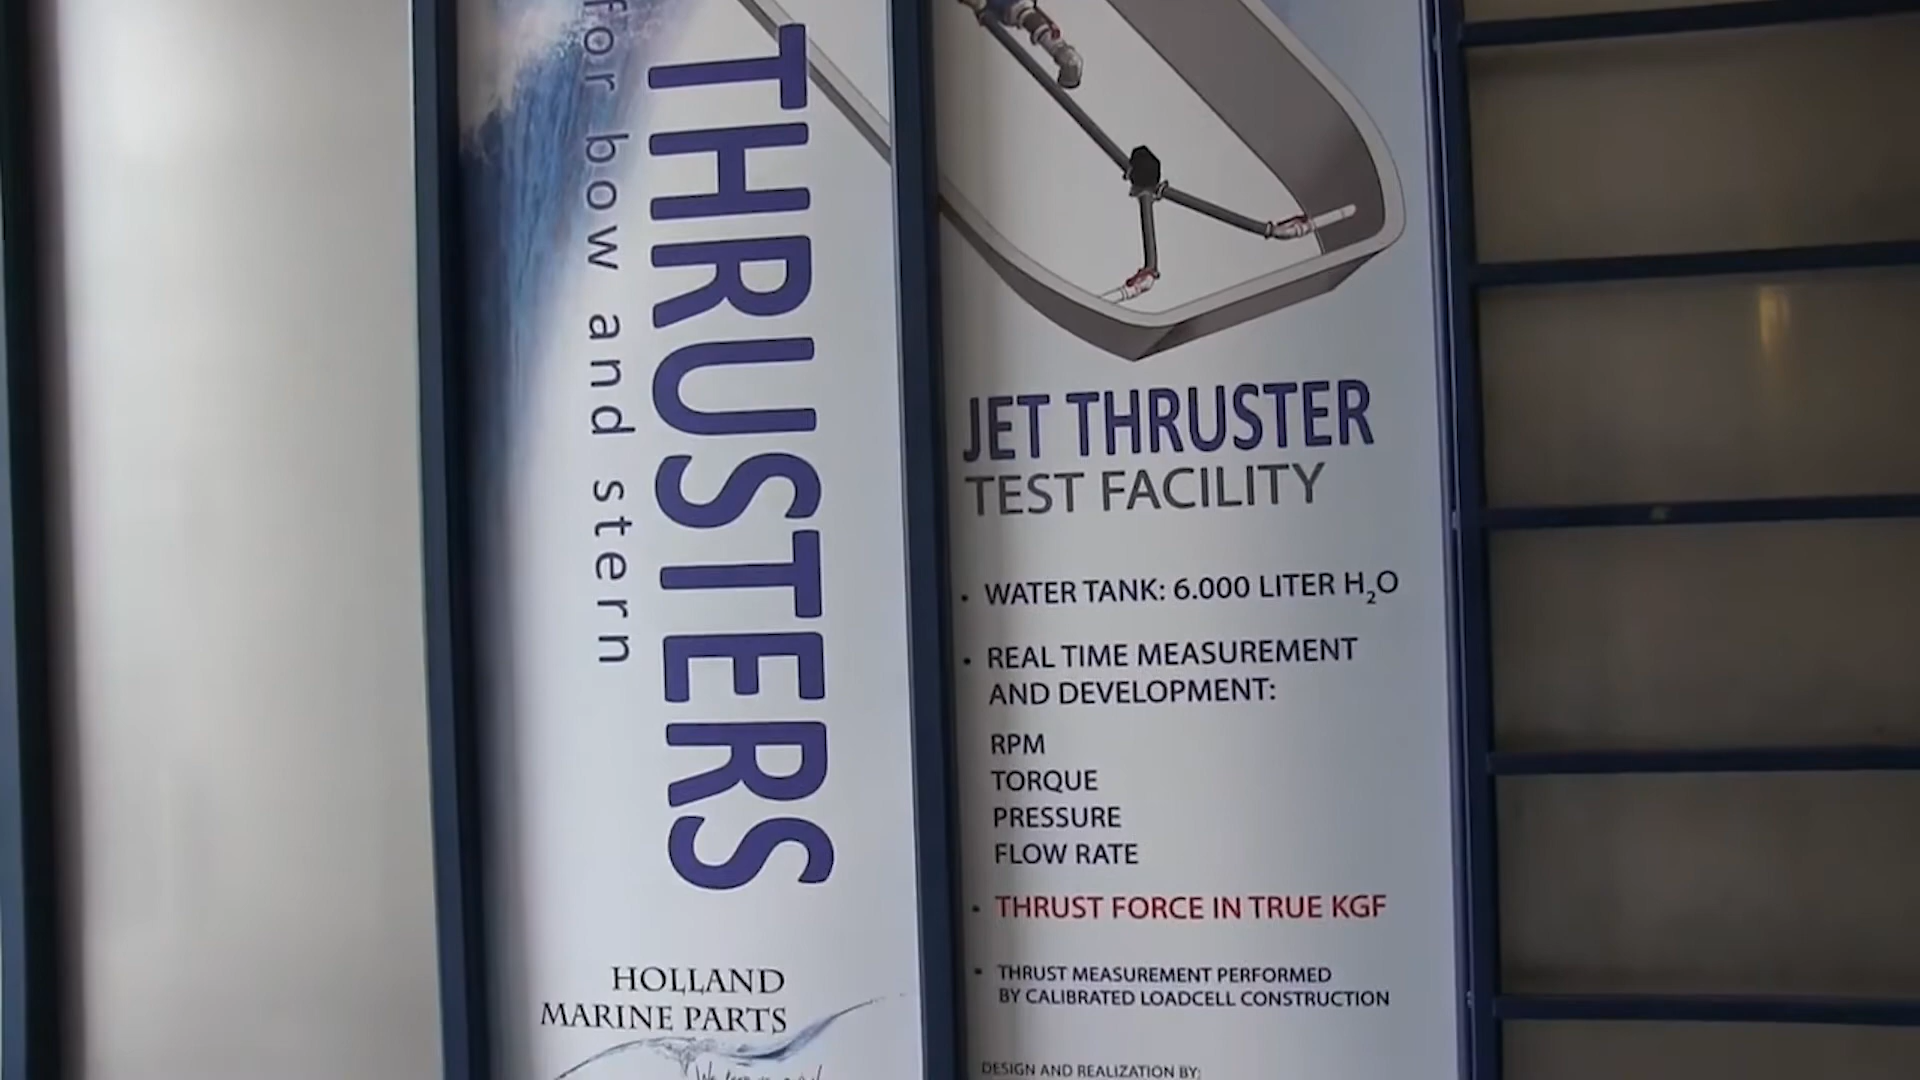 THRUSTERS
for bow and stern
HOLLAND
MARINE PARTS
JET THRUSTER
TEST FACILITY
• WATER TANK: 6.000 LITER H₂O
• REAL TIME MEASUREMENT
AND DEVELOPMENT:
RPM
TORQUE
PRESSURE
FLOW RATE
• THRUST FORCE IN TRUE KGF
• THRUST MEASUREMENT PERFORMED
BY CALIBRATED LOADCELL CONSTRUCTION
DESIGN AND REALIZATION BY: